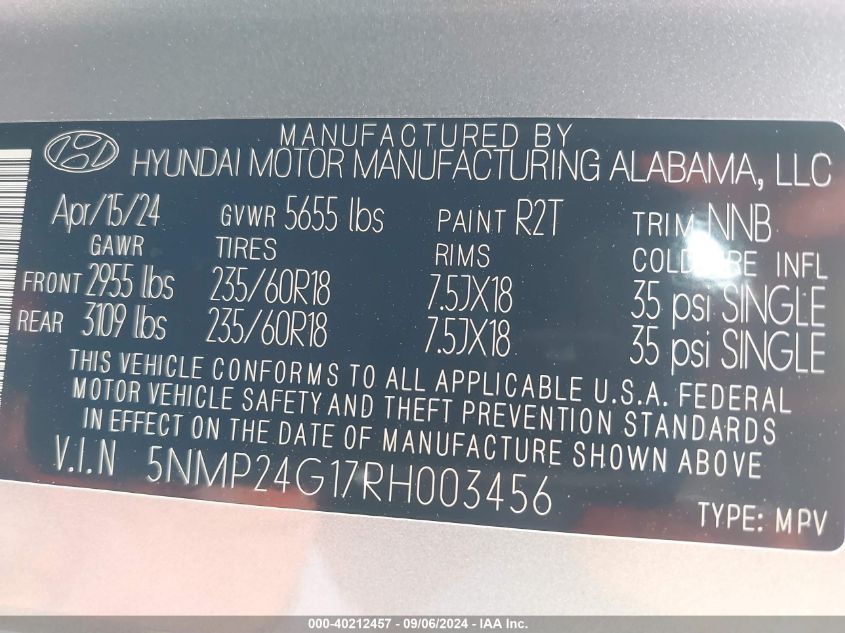 MANUFACTURED BY
HYUNDAI MOTOR MANUFACTURING ALABAMA, LLC
Apr/15/24 GVWR 5655 lbs PAINT R2T TRIM NNB
GAWR TIRES RIMS COLD INFL
FRONT 2955 lbs 235/60R18 7.5JX18 35 psi SINGLE
REAR 3109 lbs 235/60R18 7.5JX18 35 psi SINGLE
THIS VEHICLE CONFORMS TO ALL APPLICABLE U.S.A. FEDERAL
MOTOR VEHICLE SAFETY AND THEFT PREVENTION STANDARDS
IN EFFECT ON THE DATE OF MANUFACTURE SHOWN ABOVE
V.I.N 5NMP24G17RH003456
TYPE: MPV
000-40212457 - 09/06/2024 - IAA Inc.